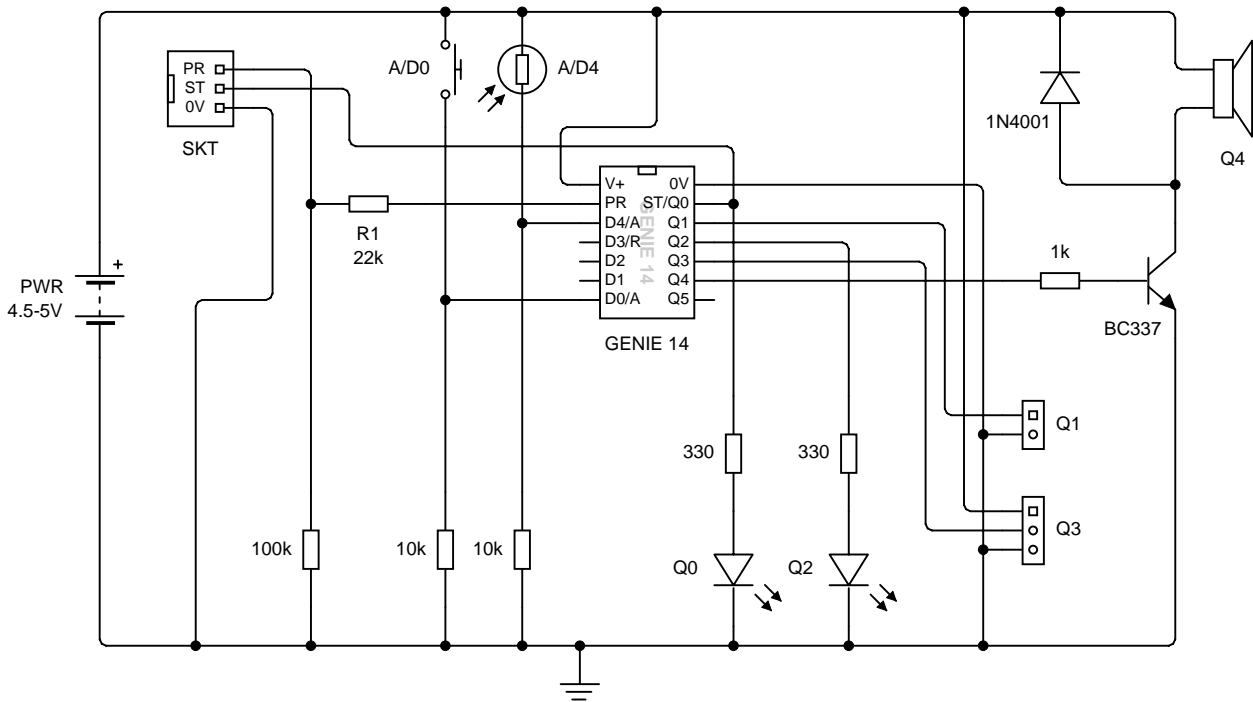 PR
ST
0V
SKT
A/D0
A/D4
1N4001
Q4
V+
PR
D4/A
D3/R
D2
D1
D0/A
GENIE 14
0V
ST/Q0
Q1
Q2
Q3
Q4
Q5
GENIE 14
R1
22k
+
PWR
4.5-5V
1k
BC337
Q1
330
330
Q3
100k
10k
10k
Q0
Q2